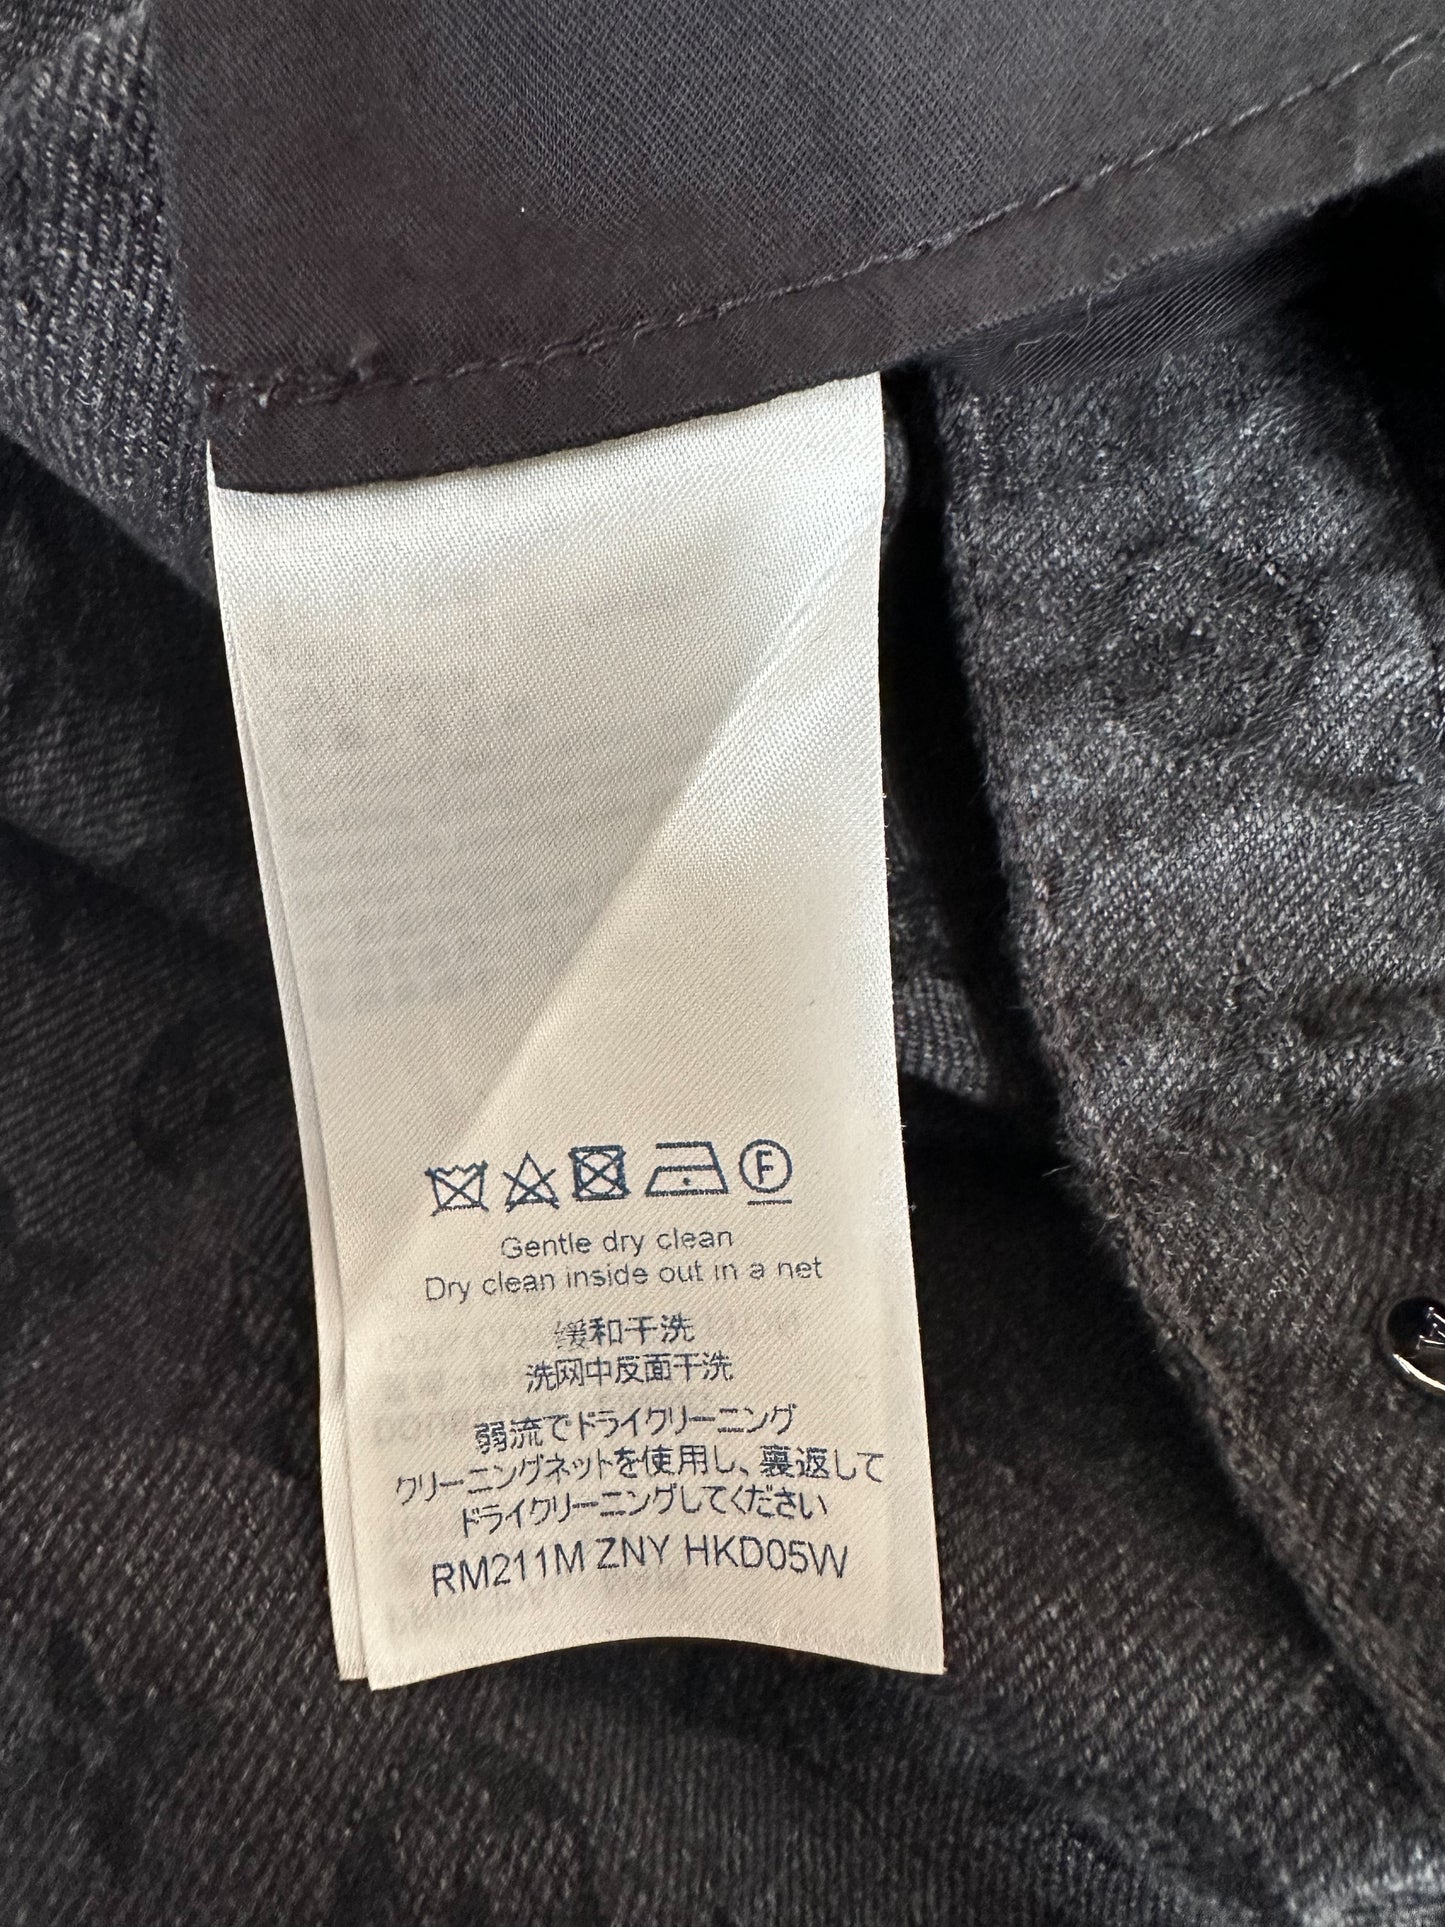 F
Gentle dry clean
Dry clean inside out in a net
缓和干洗
洗网中反面干洗
弱流でドライクリーニング
クリーニングネットを使用し、裏返して
ドライクリーニングしてください
RM211M ZNY HKD05W